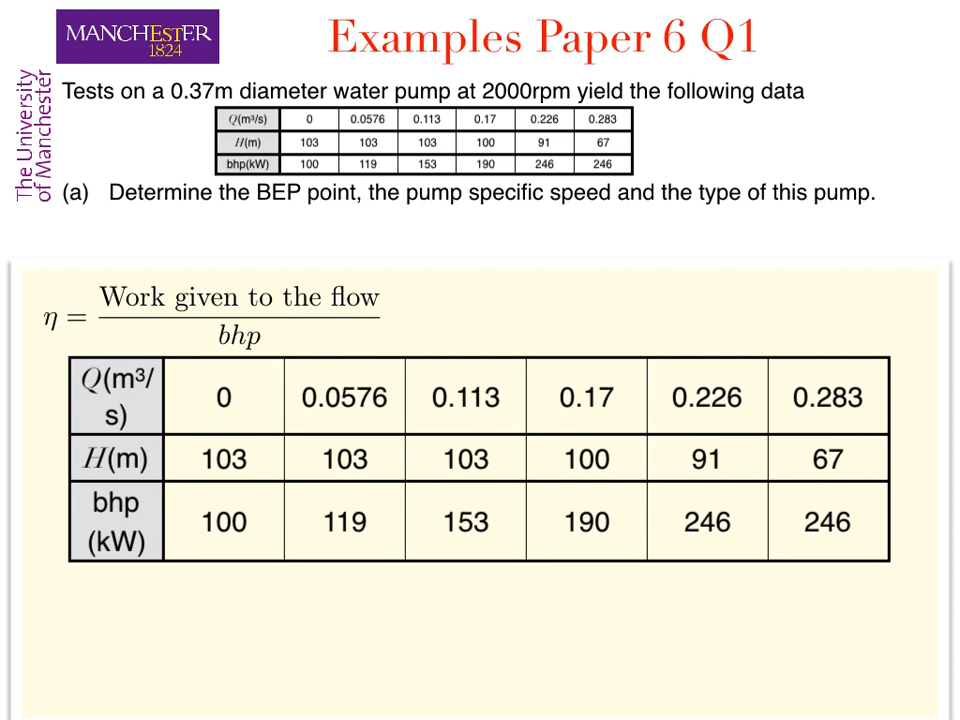 MANCHESTER
1824
The University
of Manchester
Examples Paper 6 Q1
Tests on a 0.37m diameter water pump at 2000rpm yield the following data
Q(m³/s) 0 0.0576 0.113 0.17 0.226 0.283
H(m) 103 103 103 100 91 67
bhp(kW) 100 119 153 190 246 246
(a) Determine the BEP point, the pump specific speed and the type of this pump.
η = Work given to the flow
bhp
Q(m³/
s) 0 0.0576 0.113 0.17 0.226 0.283
H(m) 103 103 103 100 91 67
bhp
(kW) 100 119 153 190 246 246